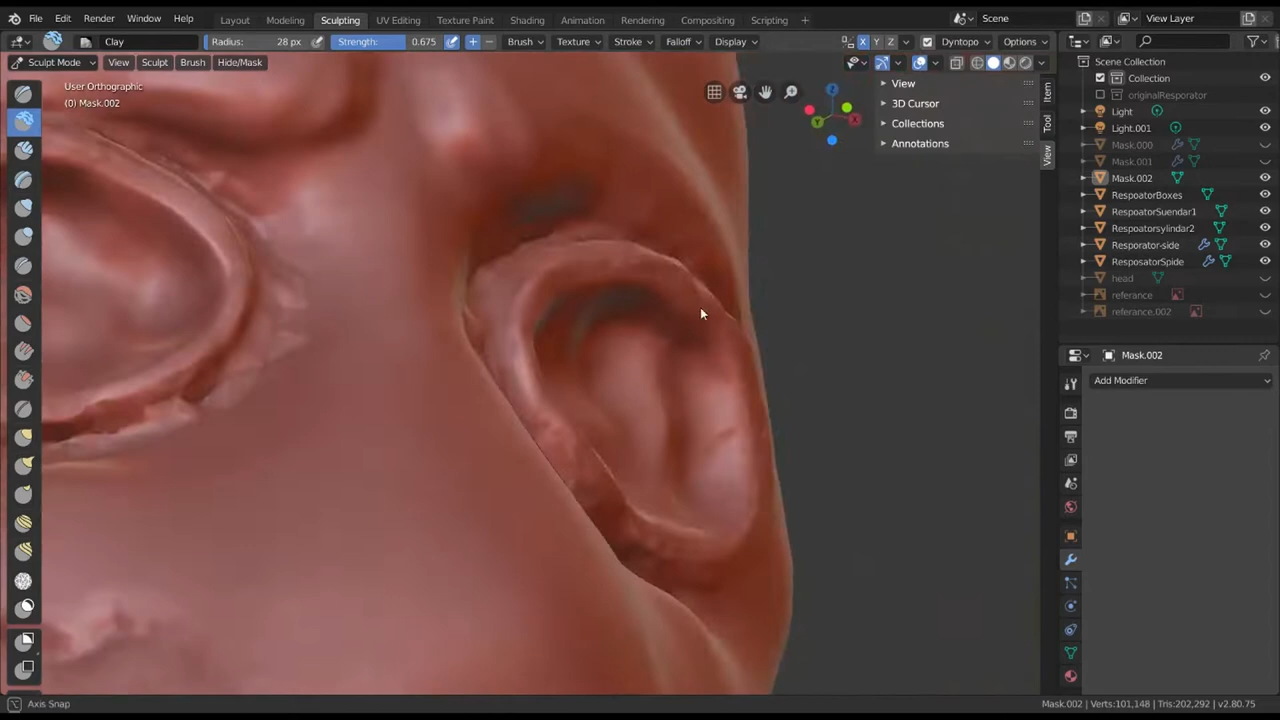 File Edit Render Window Help Layout Modeling Sculpting UV Editing Texture Paint Shading Animation Rendering Compositing Scripting + Scene View Layer
Clay Radius: 28 px Strength: 0.675 + − Brush Texture Stroke Falloff Display X Y Z Dyntopo Options
Sculpt Mode View Sculpt Brush Hide/Mask
User Orthographic
(0) Mask.002
View
3D Cursor
Collections
Annotations
Item
Tool
View
Z
Y
X
Scene Collection
Collection
originalResporator
Light
Light.001
Mask.000
Mask.001
Mask.002
RespoatorBoxes
RespoatorSuendar1
Respoatorsylindar2
Resporator-side
ResposatorSpide
head
referance
referance.002
Mask.002
Add Modifier
Axis Snap
Mask.002 | Verts:101,148 | Tris:202,292 | v2.80.75